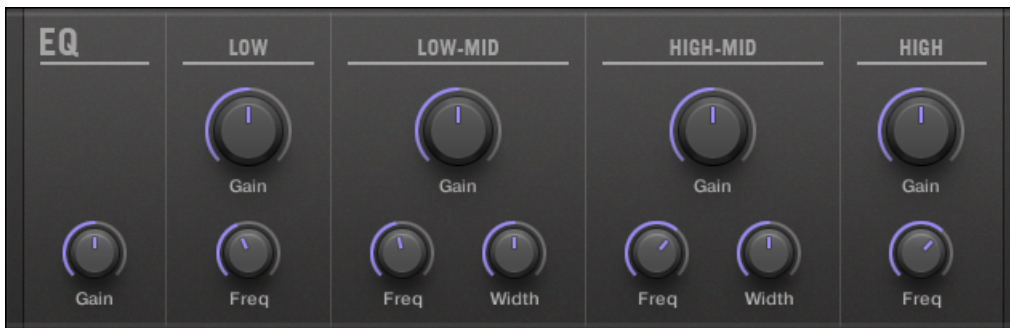 EQ
LOW
LOW-MID
HIGH-MID
HIGH
Gain
Gain
Gain
Gain
Gain
Freq
Freq
Width
Freq
Width
Freq